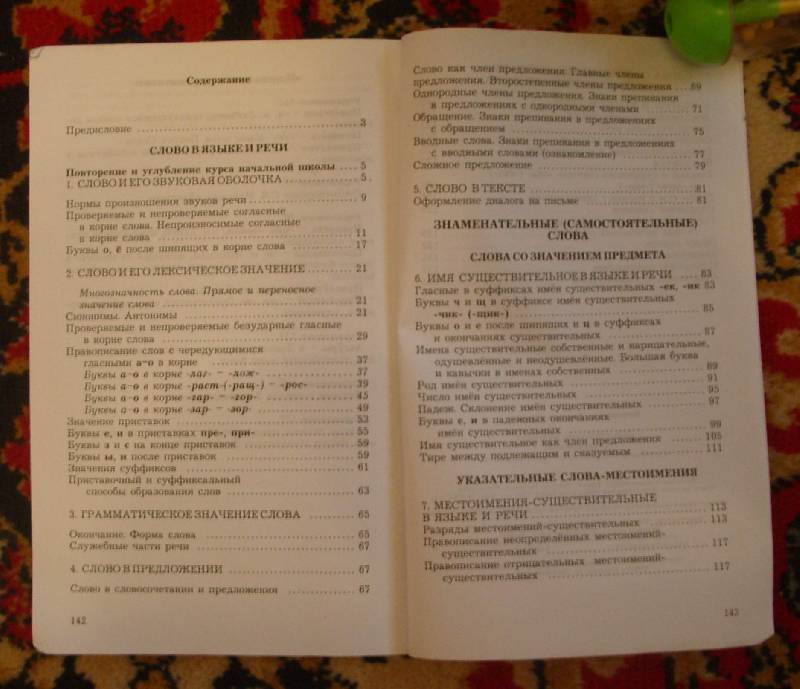 Содержание
Предисловие ..... 3
СЛОВО В ЯЗЫКЕ И РЕЧИ
Повторение и углубление курса начальной школы .... 5
1. СЛОВО И ЕГО ЗВУКОВАЯ ОБОЛОЧКА ..... 5
Нормы произношения звуков речи ..... 9
Проверяемые и непроверяемые согласные
в корне слова. Непроизносимые согласные
в корне слова ..... 11
Буквы о, ё после шипящих в корне слова ..... 17
2. СЛОВО И ЕГО ЛЕКСИЧЕСКОЕ ЗНАЧЕНИЕ ..... 21
Многозначность слова. Прямое и переносное
значение слова ..... 21
Синонимы. Антонимы ..... 21
Проверяемые и непроверяемые безударные гласные
в корне слова ..... 29
Правописание слов с чередующимися
гласными а–о в корне ..... 37
Буквы а–о в корне -лаг- – -лож- ..... 37
Буквы а–о в корне -раст-(-ращ-) – -рос- ..... 39
Буквы а–о в корне -гар- – -гор- ..... 45
Буквы а–о в корне -зар- – -зор- ..... 49
Значение приставок ..... 53
Буквы е, и в приставках пре-, при- ..... 55
Буквы з и с на конце приставок ..... 59
Буквы ы, и после приставок ..... 59
Значения суффиксов ..... 61
Приставочный и суффиксальный
способы образования слов ..... 63
3. ГРАММАТИЧЕСКОЕ ЗНАЧЕНИЕ СЛОВА ..... 65
Окончание. Форма слова ..... 65
Служебные части речи ..... 67
4. СЛОВО В ПРЕДЛОЖЕНИИ ..... 67
Слово в словосочетании и предложении ..... 67
142
Слово как член предложения. Главные члены
предложения. Второстепенные члены предложения .... 69
Однородные члены предложения. Знаки препинания
в предложениях с однородными членами ..... 71
Обращение. Знаки препинания в предложениях
с обращением ..... 75
Вводные слова. Знаки препинания в предложениях
с вводными словами (ознакомление) ..... 77
Сложное предложение ..... 79
5. СЛОВО В ТЕКСТЕ ..... 81
Оформление диалога на письме ..... 81
ЗНАМЕНАТЕЛЬНЫЕ (САМОСТОЯТЕЛЬНЫЕ)
СЛОВА
СЛОВА СО ЗНАЧЕНИЕМ ПРЕДМЕТА
6. ИМЯ СУЩЕСТВИТЕЛЬНОЕ В ЯЗЫКЕ И РЕЧИ ..... 83
Гласные в суффиксах имён существительных -ек, -ик 83
Буквы ч и щ в суффиксе имён существительных
-чик- (-щик-) ..... 85
Буквы о и е после шипящих и ц в суффиксах
и окончаниях существительных ..... 87
Имена существительные собственные и нарицательные,
одушевлённые и неодушевлённые. Большая буква
и кавычки в именах собственных ..... 89
Род имён существительных ..... 91
Число имён существительных ..... 95
Падеж. Склонение имён существительных ..... 97
Буквы е, и в падежных окончаниях
имён существительных ..... 99
Имя существительное как член предложения ..... 105
Тире между подлежащим и сказуемым ..... 111
УКАЗАТЕЛЬНЫЕ СЛОВА-МЕСТОИМЕНИЯ
7. МЕСТОИМЕНИЯ-СУЩЕСТВИТЕЛЬНЫЕ
В ЯЗЫКЕ И РЕЧИ ..... 113
Разряды местоимений-существительных ..... 113
Правописание неопределённых местоимений-
существительных ..... 117
Правописание отрицательных местоимений-
существительных ..... 117
143